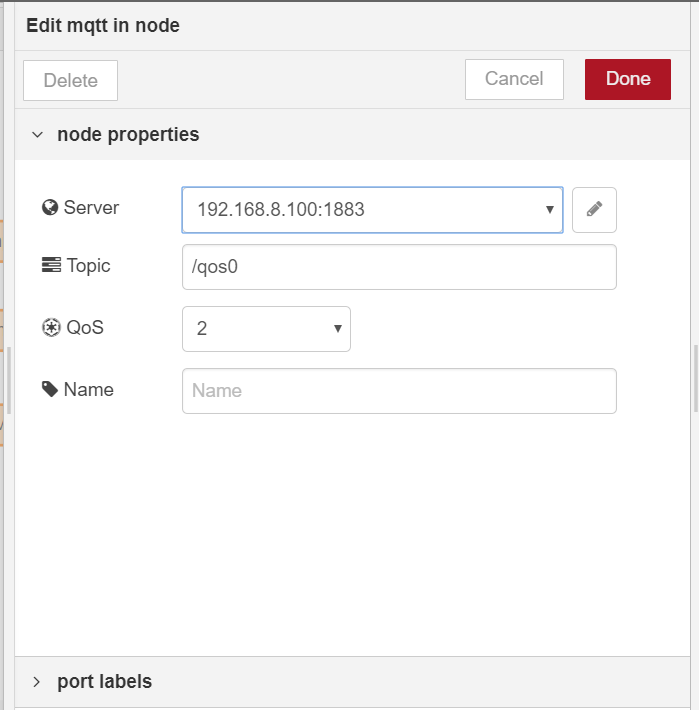 Edit mqtt in node
Delete Cancel Done
node properties
Server 192.168.8.100:1883
Topic /qos0
QoS 2
Name Name
port labels